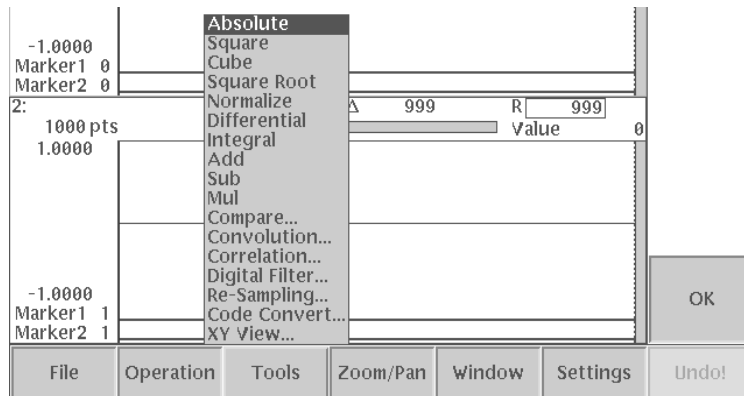 -1.0000
Marker1 0
Marker2 0
2:
1000 pts
1.0000
-1.0000
Marker1 1
Marker2 1
Absolute
Square
Cube
Square Root
Normalize
Differential
Integral
Add
Sub
Mul
Compare...
Convolution...
Correlation...
Digital Filter...
Re-Sampling...
Code Convert...
XY View...
Δ 999 R 999
Value 0
OK
File Operation Tools Zoom/Pan Window Settings Undo!